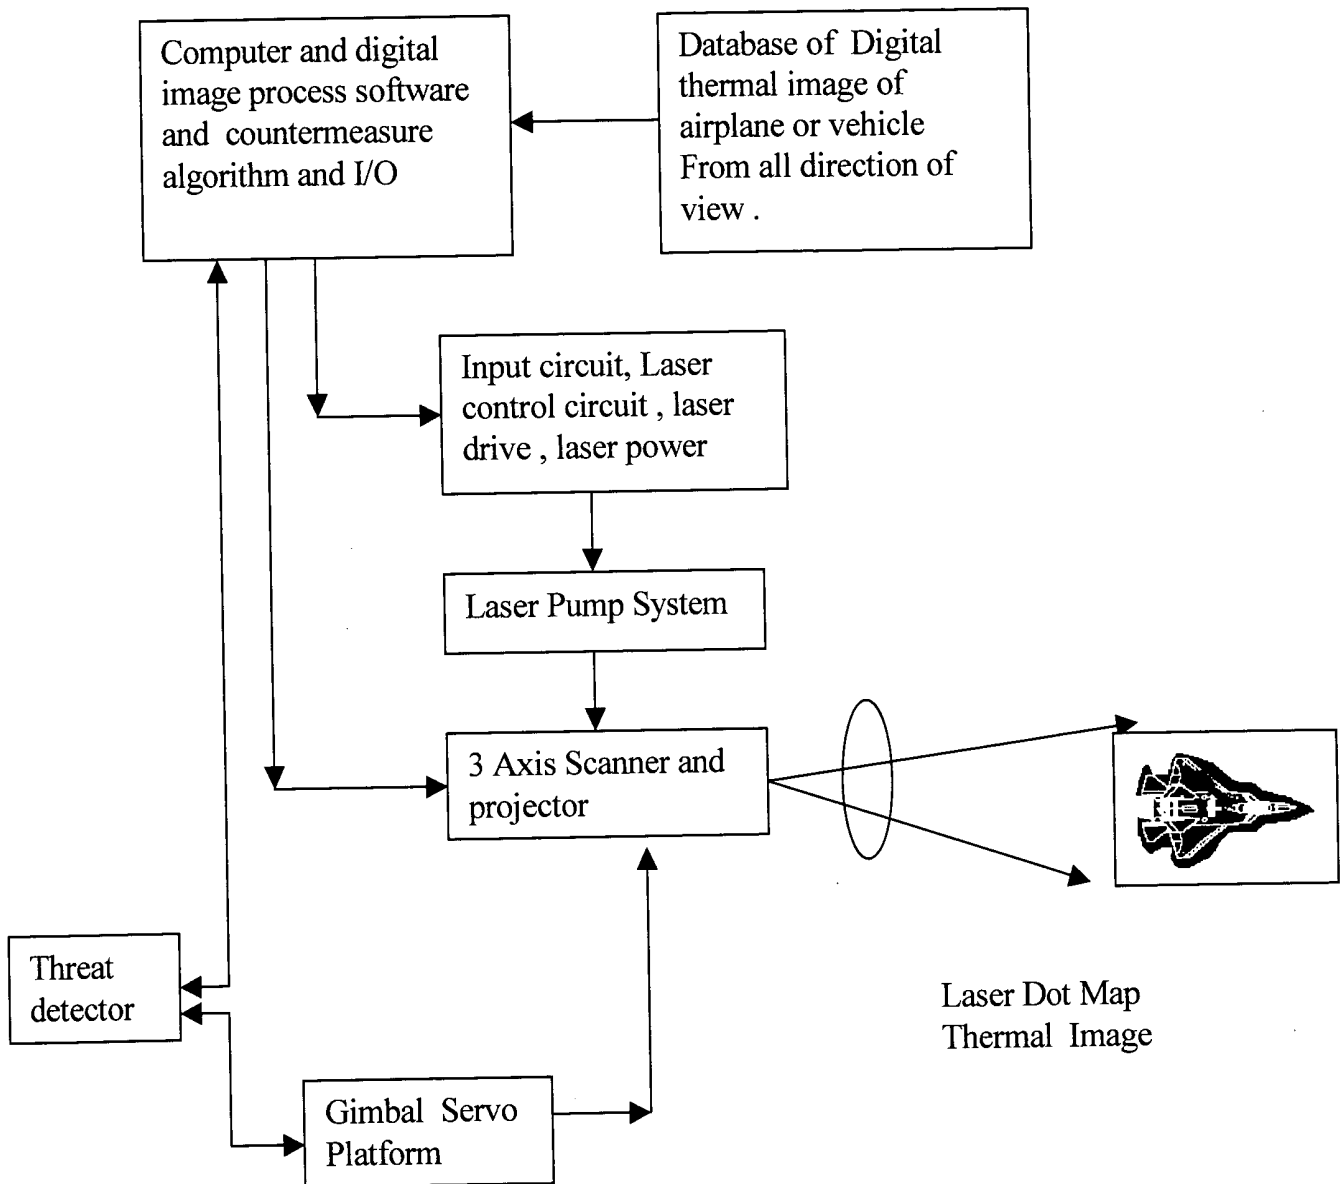 Computer and digital
image process software
and countermeasure
algorithm and I/O
Database of Digital
thermal image of
airplane or vehicle
From all direction of
view .
Input circuit, Laser
control circuit , laser
drive , laser power
Laser Pump System
3 Axis Scanner and
projector
Threat
detector
Laser Dot Map
Thermal Image
Gimbal Servo
Platform